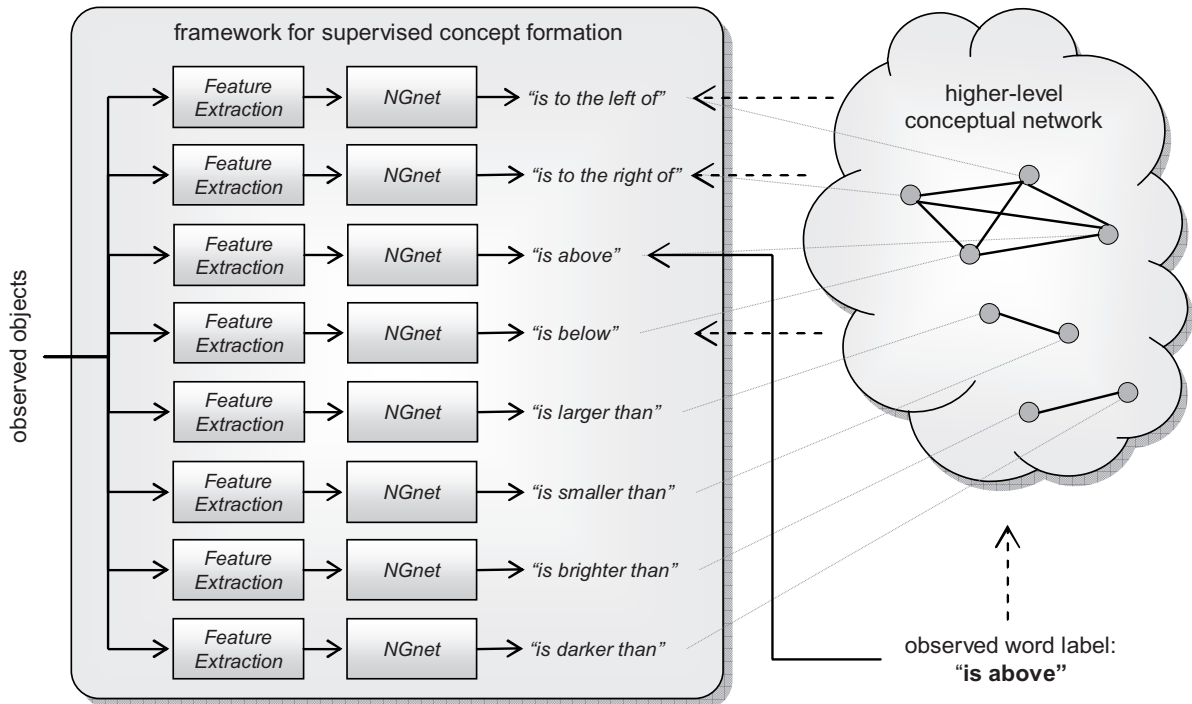 framework for supervised concept formation
observed objects
Feature
Extraction
NGnet
“is to the left of”
Feature
Extraction
NGnet
“is to the right of”
Feature
Extraction
NGnet
“is above”
Feature
Extraction
NGnet
“is below”
Feature
Extraction
NGnet
“is larger than”
Feature
Extraction
NGnet
“is smaller than”
Feature
Extraction
NGnet
“is brighter than”
Feature
Extraction
NGnet
“is darker than”
higher-level
conceptual network
observed word label:
“is above”